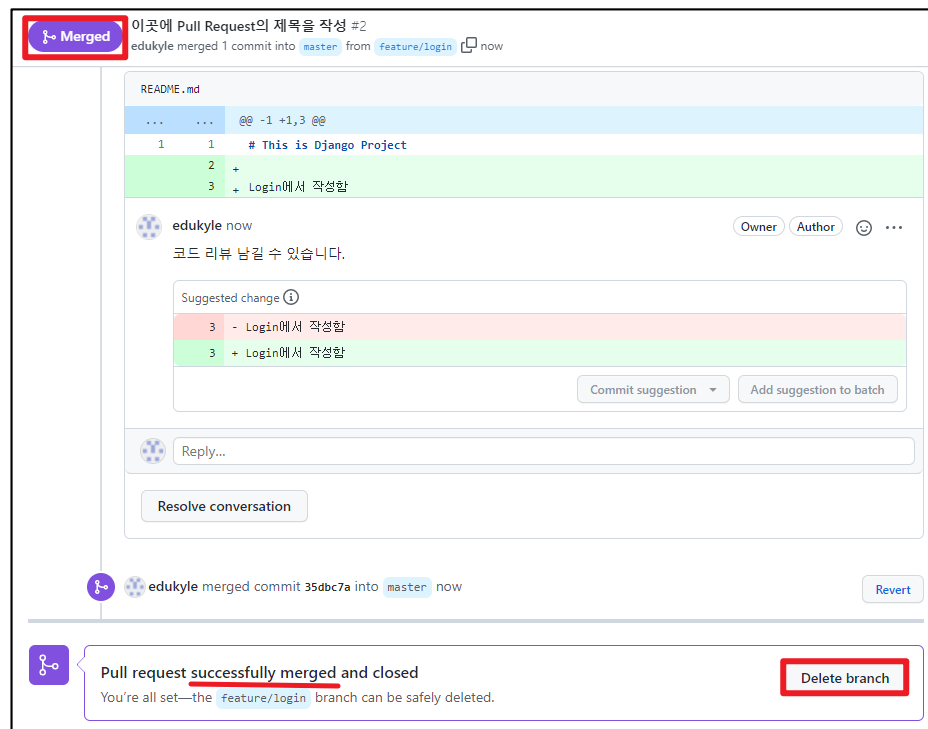 Merged
이곳에 Pull Request의 제목을 작성 #2
edukyle merged 1 commit into master from feature/login now
README.md
... ... @@ -1 +1,3 @@
1 1 # This is Django Project
2 +
3 + Login에서 작성함
edukyle now Owner Author
코드 리뷰 남길 수 있습니다.
Suggested change
3 - Login에서 작성함
3 + Login에서 작성함
Commit suggestion Add suggestion to batch
Reply...
Resolve conversation
edukyle merged commit 35dbc7a into master now Revert
Pull request successfully merged and closed
You're all set—the feature/login branch can be safely deleted.
Delete branch